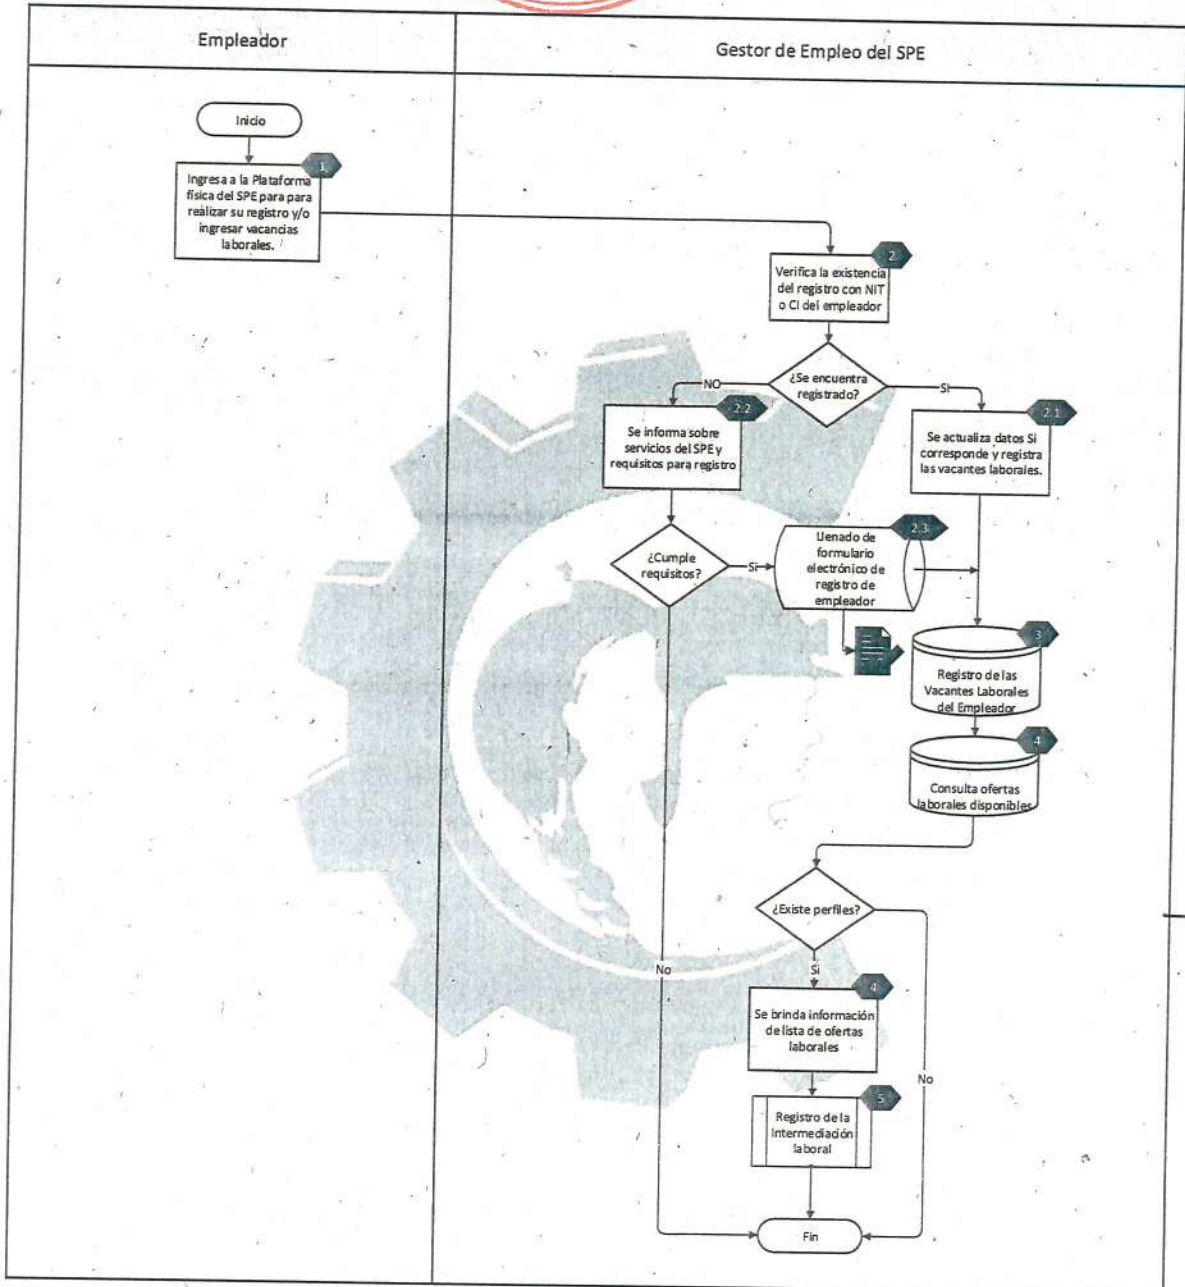 Empleador
Gestor de Empleo del SPE
Inicio
1
Ingresa a la Plataforma
física del SPE para para
realizar su registro y/o
ingresar vacancias
laborales.
2
Verifica la existencia
del registro con NIT
o CI del empleador
¿Se encuentra
registrado?
NO
SI
2.2
Se informa sobre
servicios del SPE y
requisitos para registro
2.1
Se actualiza datos Si
corresponde y registra
las vacantes laborales.
¿Cumple
requisitos?
Si
2.3
Llenado de
formulario
electrónico de
registro de
empleador
3
Registro de las
Vacantes Laborales
del Empleador
4
Consulta ofertas
laborales disponibles
¿Existe perfiles?
No
Si
4
Se brinda información
de lista de ofertas
laborales
No
5
Registro de la
Intermediación
laboral
Fin